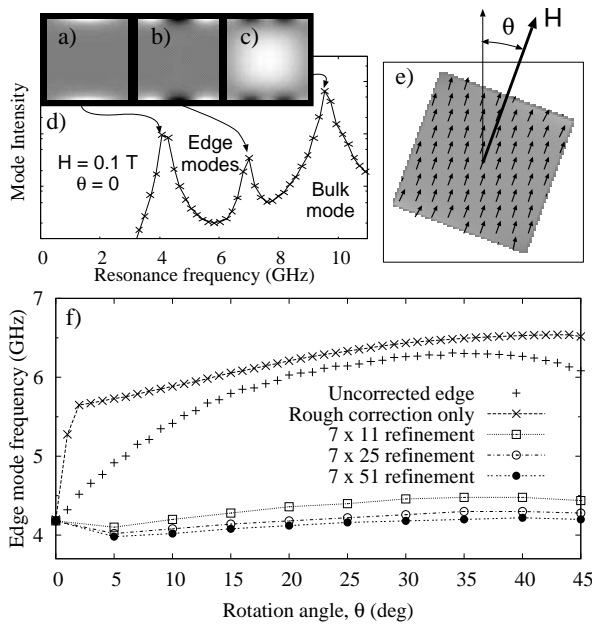 a) b) c)
d)
H = 0.1 T
θ = 0
Edge
modes
Bulk
mode
Mode Intensity
0 2 4 6 8 10
Resonance frequency (GHz)
θ H
e)
f)
7
6
5
4
3
Edge mode frequency (GHz)
Uncorrected edge
Rough correction only
7 x 11 refinement
7 x 25 refinement
7 x 51 refinement
0 5 10 15 20 25 30 35 40 45
Rotation angle, θ (deg)